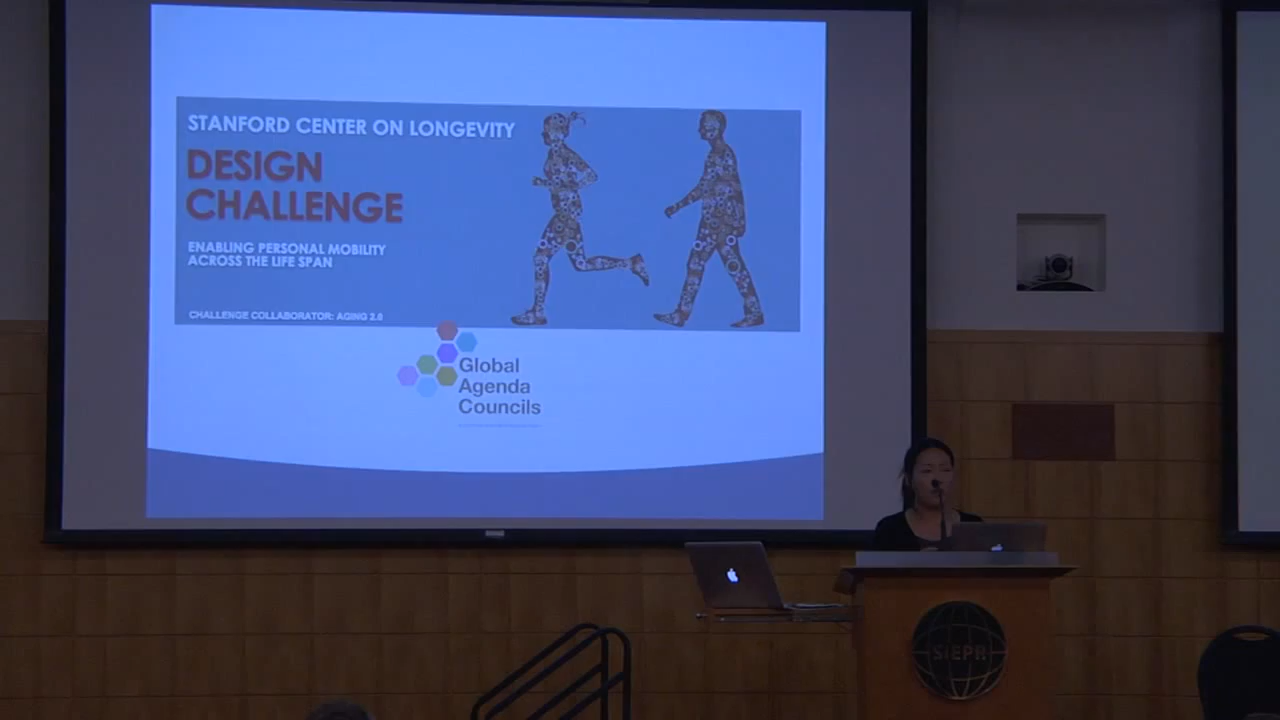 STANFORD CENTER ON LONGEVITY
DESIGN
CHALLENGE
ENABLING PERSONAL MOBILITY
ACROSS THE LIFE SPAN
CHALLENGE COLLABORATOR: AGING 2.0
Global
Agenda
Councils
SIEPR